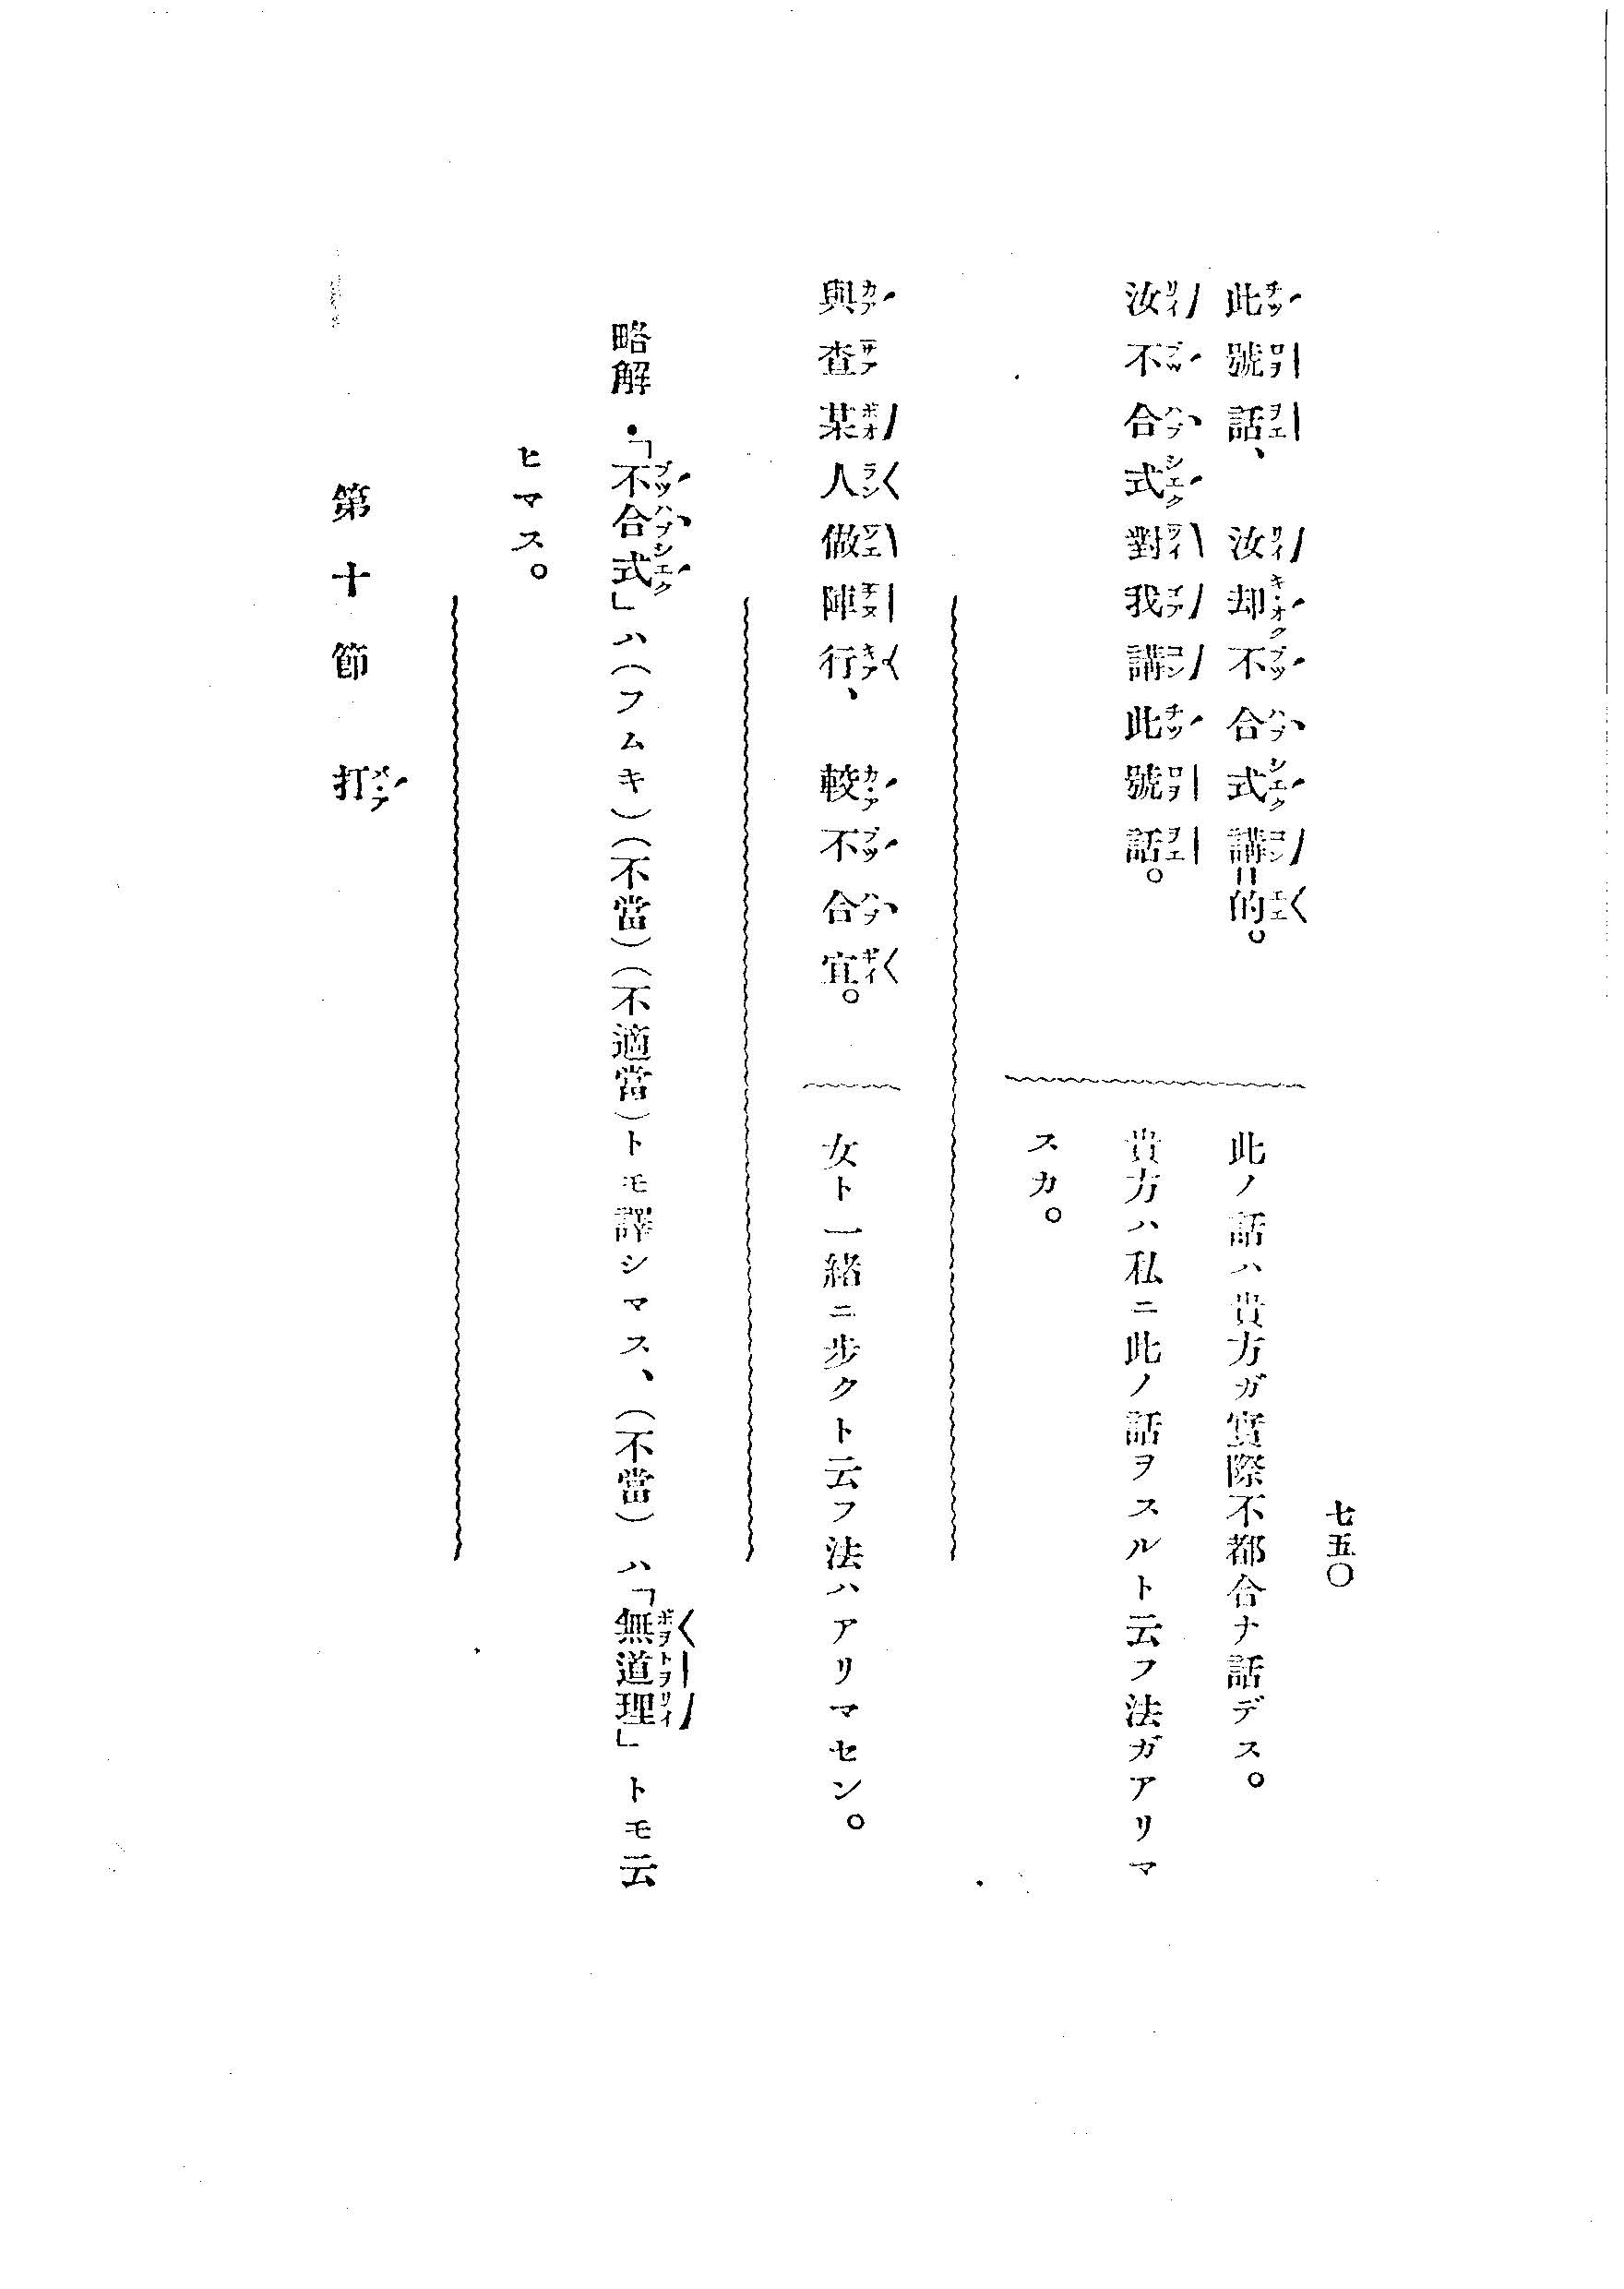 七五〇
此號話、汝却不合式講＝的。
此ノ話ハ貴方ガ實際不都合ナ話デス。
汝不合式對我講此號話。
貴方ハ私ニ此ノ話ヲスルト云フ法ガアリマ
スカ。
與查某人做陣行、較不合宜。
女ト一緒ニ步クト云フ法ハアリマセン。
略解・「不合式」ハ(フムキ)(不當)(不適當)トモ譯シマス、(不當)ハ「無道理」トモ云
ヒマス。
第十節 打